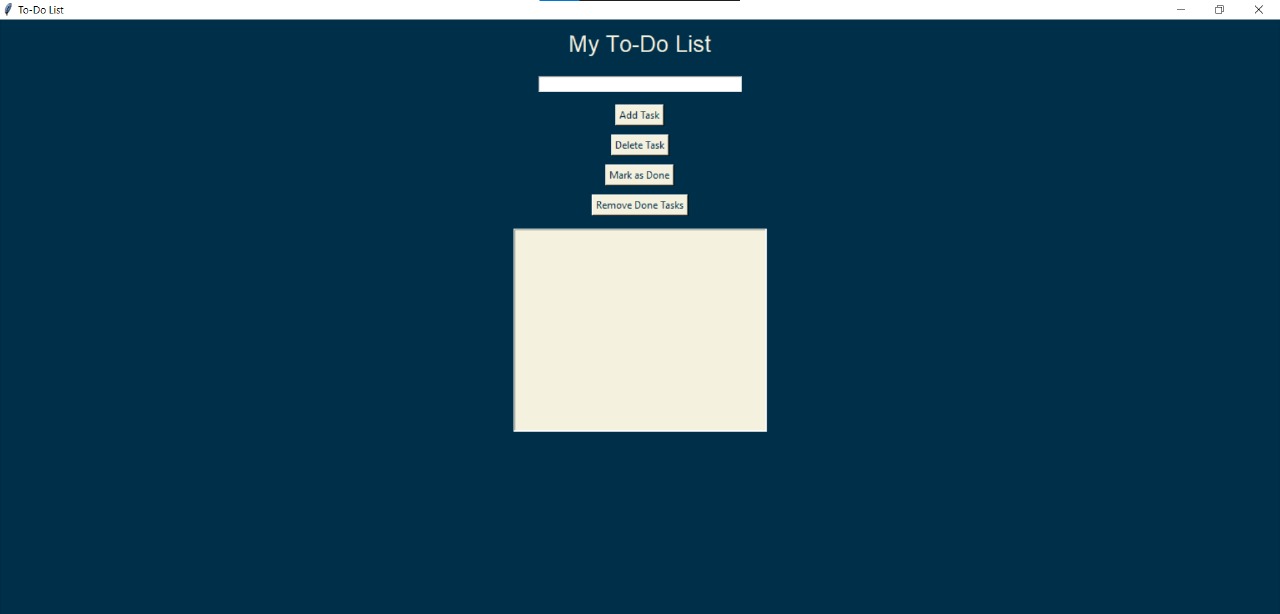 To-Do List
My To-Do List
Add Task
Delete Task
Mark as Done
Remove Done Tasks